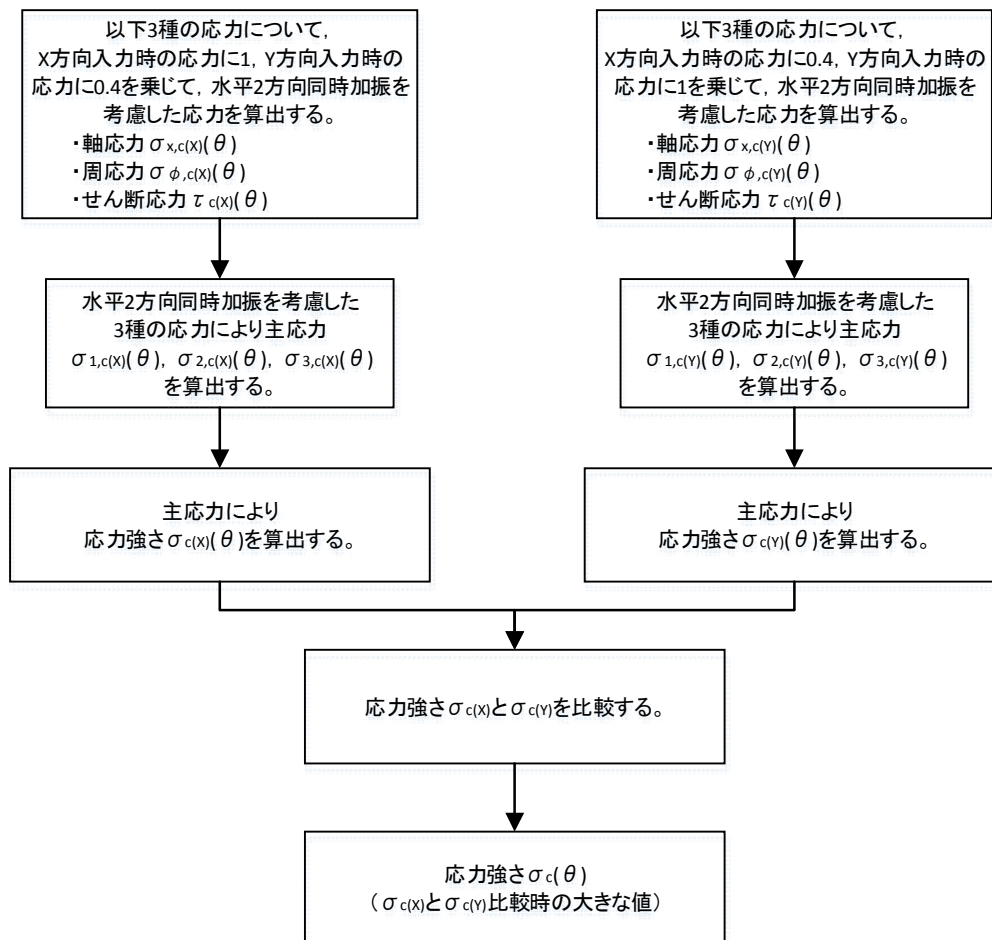 以下3種の応力について，
X方向入力時の応力に1，Y方向入力時の
応力に0.4を乗じて，水平2方向同時加振を
考慮した応力を算出する。
・軸応力σx,c(X)(θ)
・周応力σφ,c(X)(θ)
・せん断応力τc(X)(θ)
以下3種の応力について，
X方向入力時の応力に0.4，Y方向入力時の
応力に1を乗じて，水平2方向同時加振を
考慮した応力を算出する。
・軸応力σx,c(Y)(θ)
・周応力σφ,c(Y)(θ)
・せん断応力τc(Y)(θ)
水平2方向同時加振を考慮した
3種の応力により主応力
σ1,c(X)(θ)，σ2,c(X)(θ)，σ3,c(X)(θ)
を算出する。
水平2方向同時加振を考慮した
3種の応力により主応力
σ1,c(Y)(θ)，σ2,c(Y)(θ)，σ3,c(Y)(θ)
を算出する。
主応力により
応力強さσc(X)(θ)を算出する。
主応力により
応力強さσc(Y)(θ)を算出する。
応力強さσc(X)とσc(Y)を比較する。
応力強さσc(θ)
（σc(X)とσc(Y)比較時の大きな値）